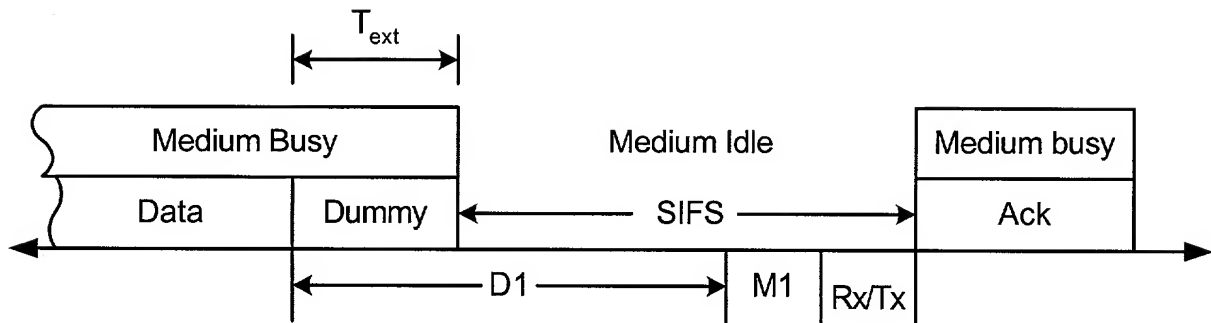 T_ext
Medium Busy
Medium Idle
Medium busy
Data
Dummy
SIFS
Ack
D1
M1
Rx/Tx